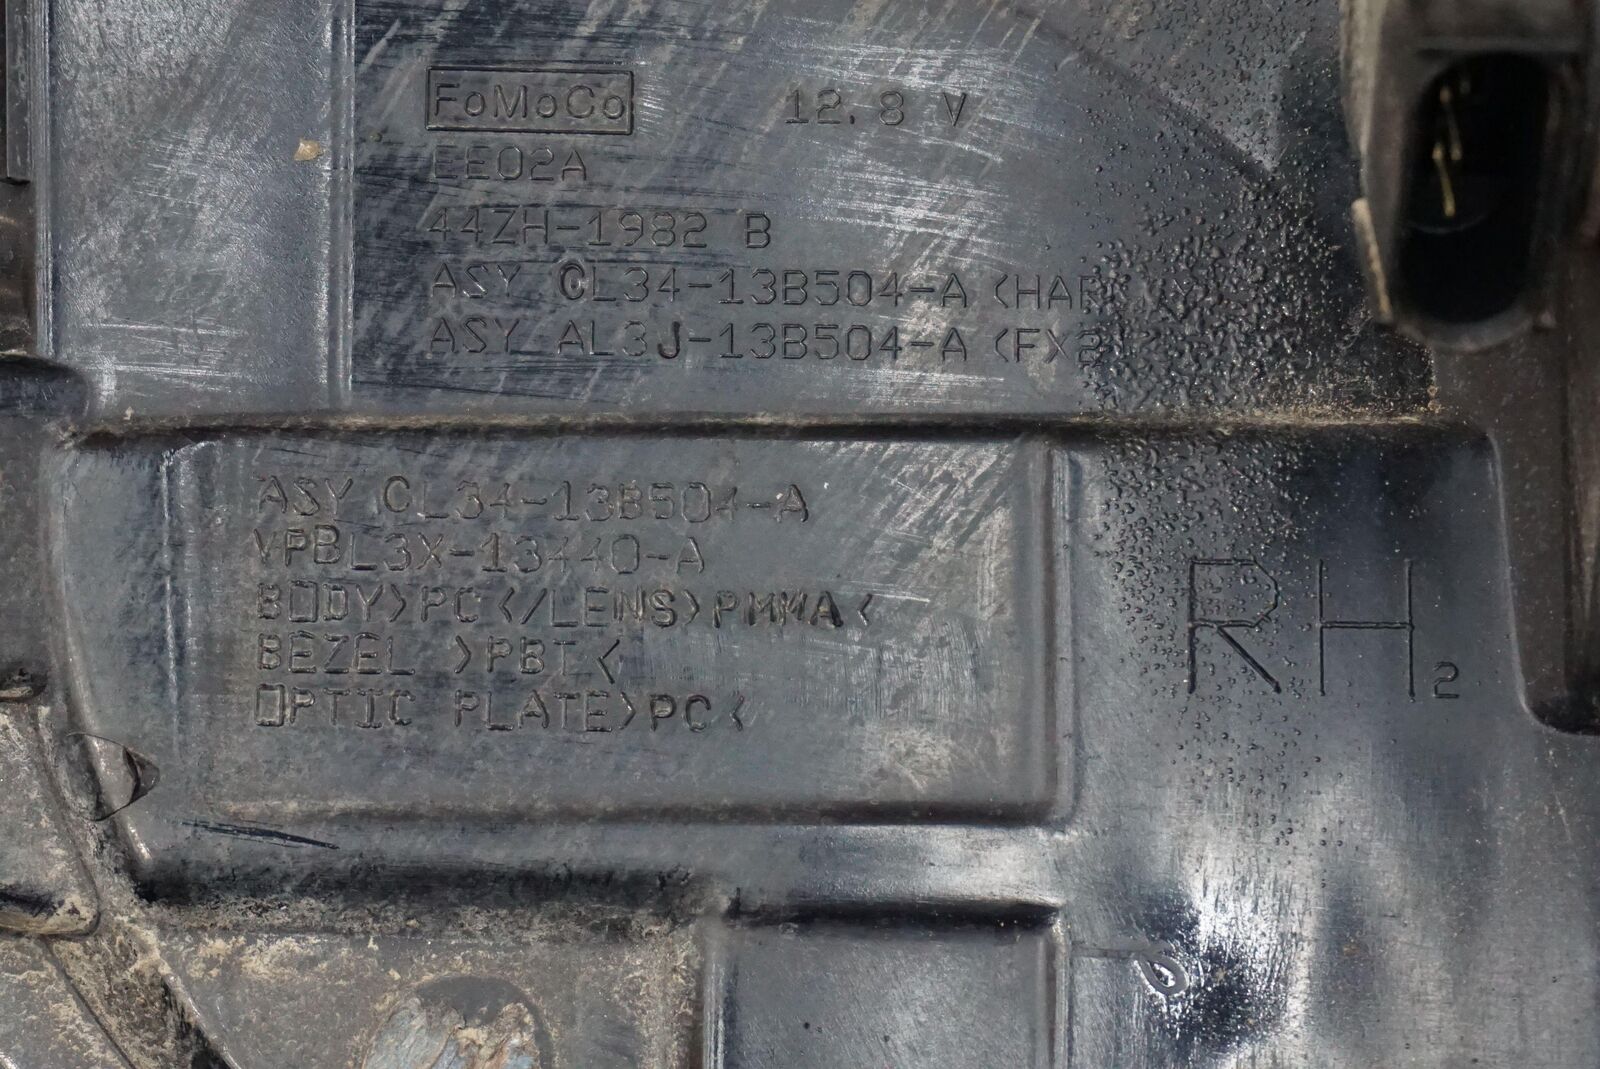 FoMoCo 12.8 V
EE02A
44ZH-1982 B
ASY CL34-13B504-A
ASY AL3J-13B504-A (FX2
ASY CL34-13B504-A
VPBL3X-13440-A
BODY>PC</LENS>PMMA<
BEZEL >PBT<
OPTIC PLATE>PC<
RH2